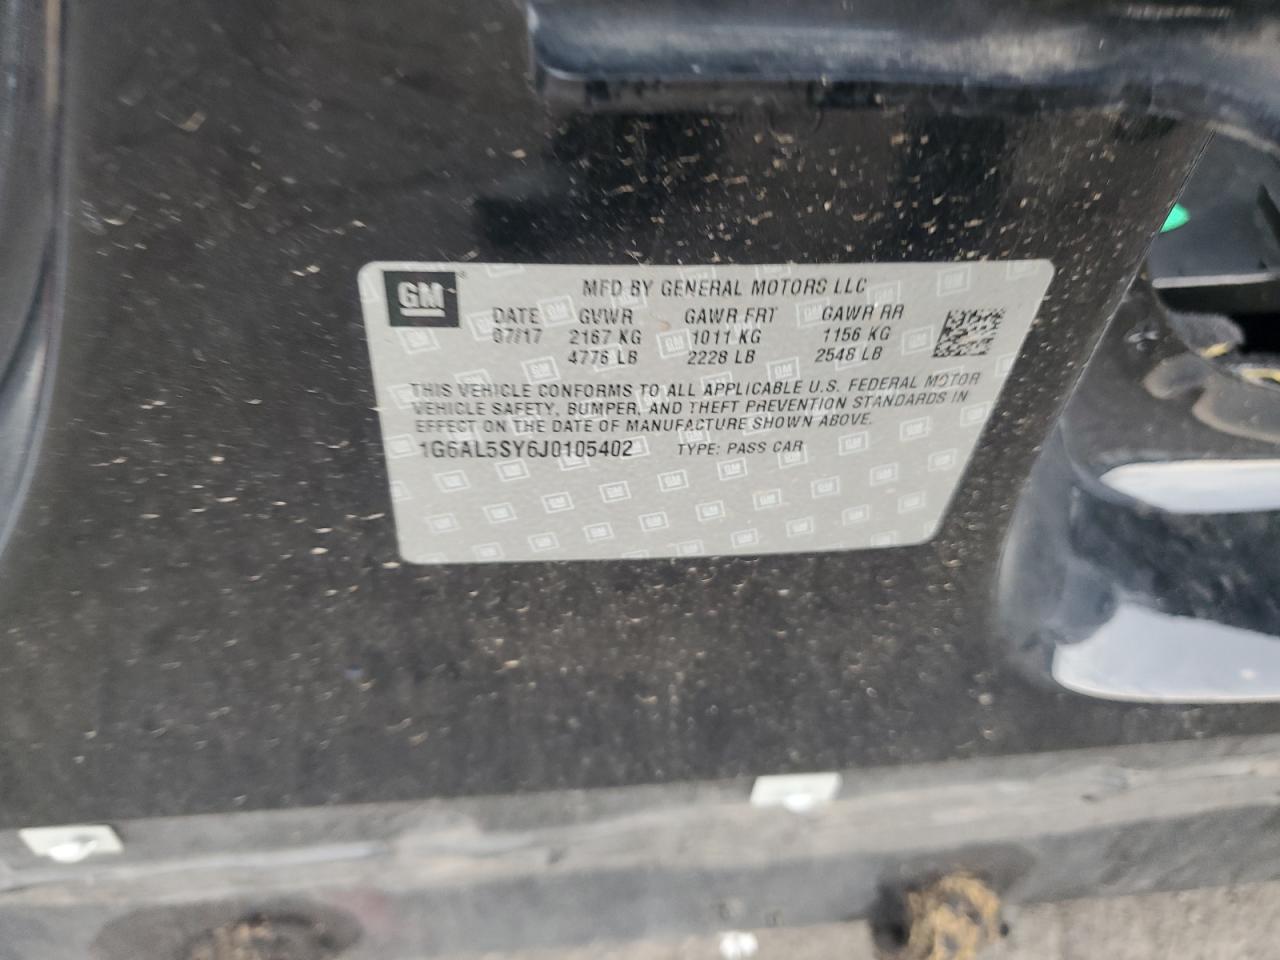 GM
MFD BY GENERAL MOTORS LLC
DATE GVWR GAWR FRT GAWR RR
07/17 2167 KG 1011 KG 1156 KG
4776 LB 2228 LB 2548 LB
THIS VEHICLE CONFORMS TO ALL APPLICABLE U.S. FEDERAL MOTOR
VEHICLE SAFETY, BUMPER, AND THEFT PREVENTION STANDARDS IN
EFFECT ON THE DATE OF MANUFACTURE SHOWN ABOVE.
1G6AL5SY6J0105402 TYPE: PASS CAR